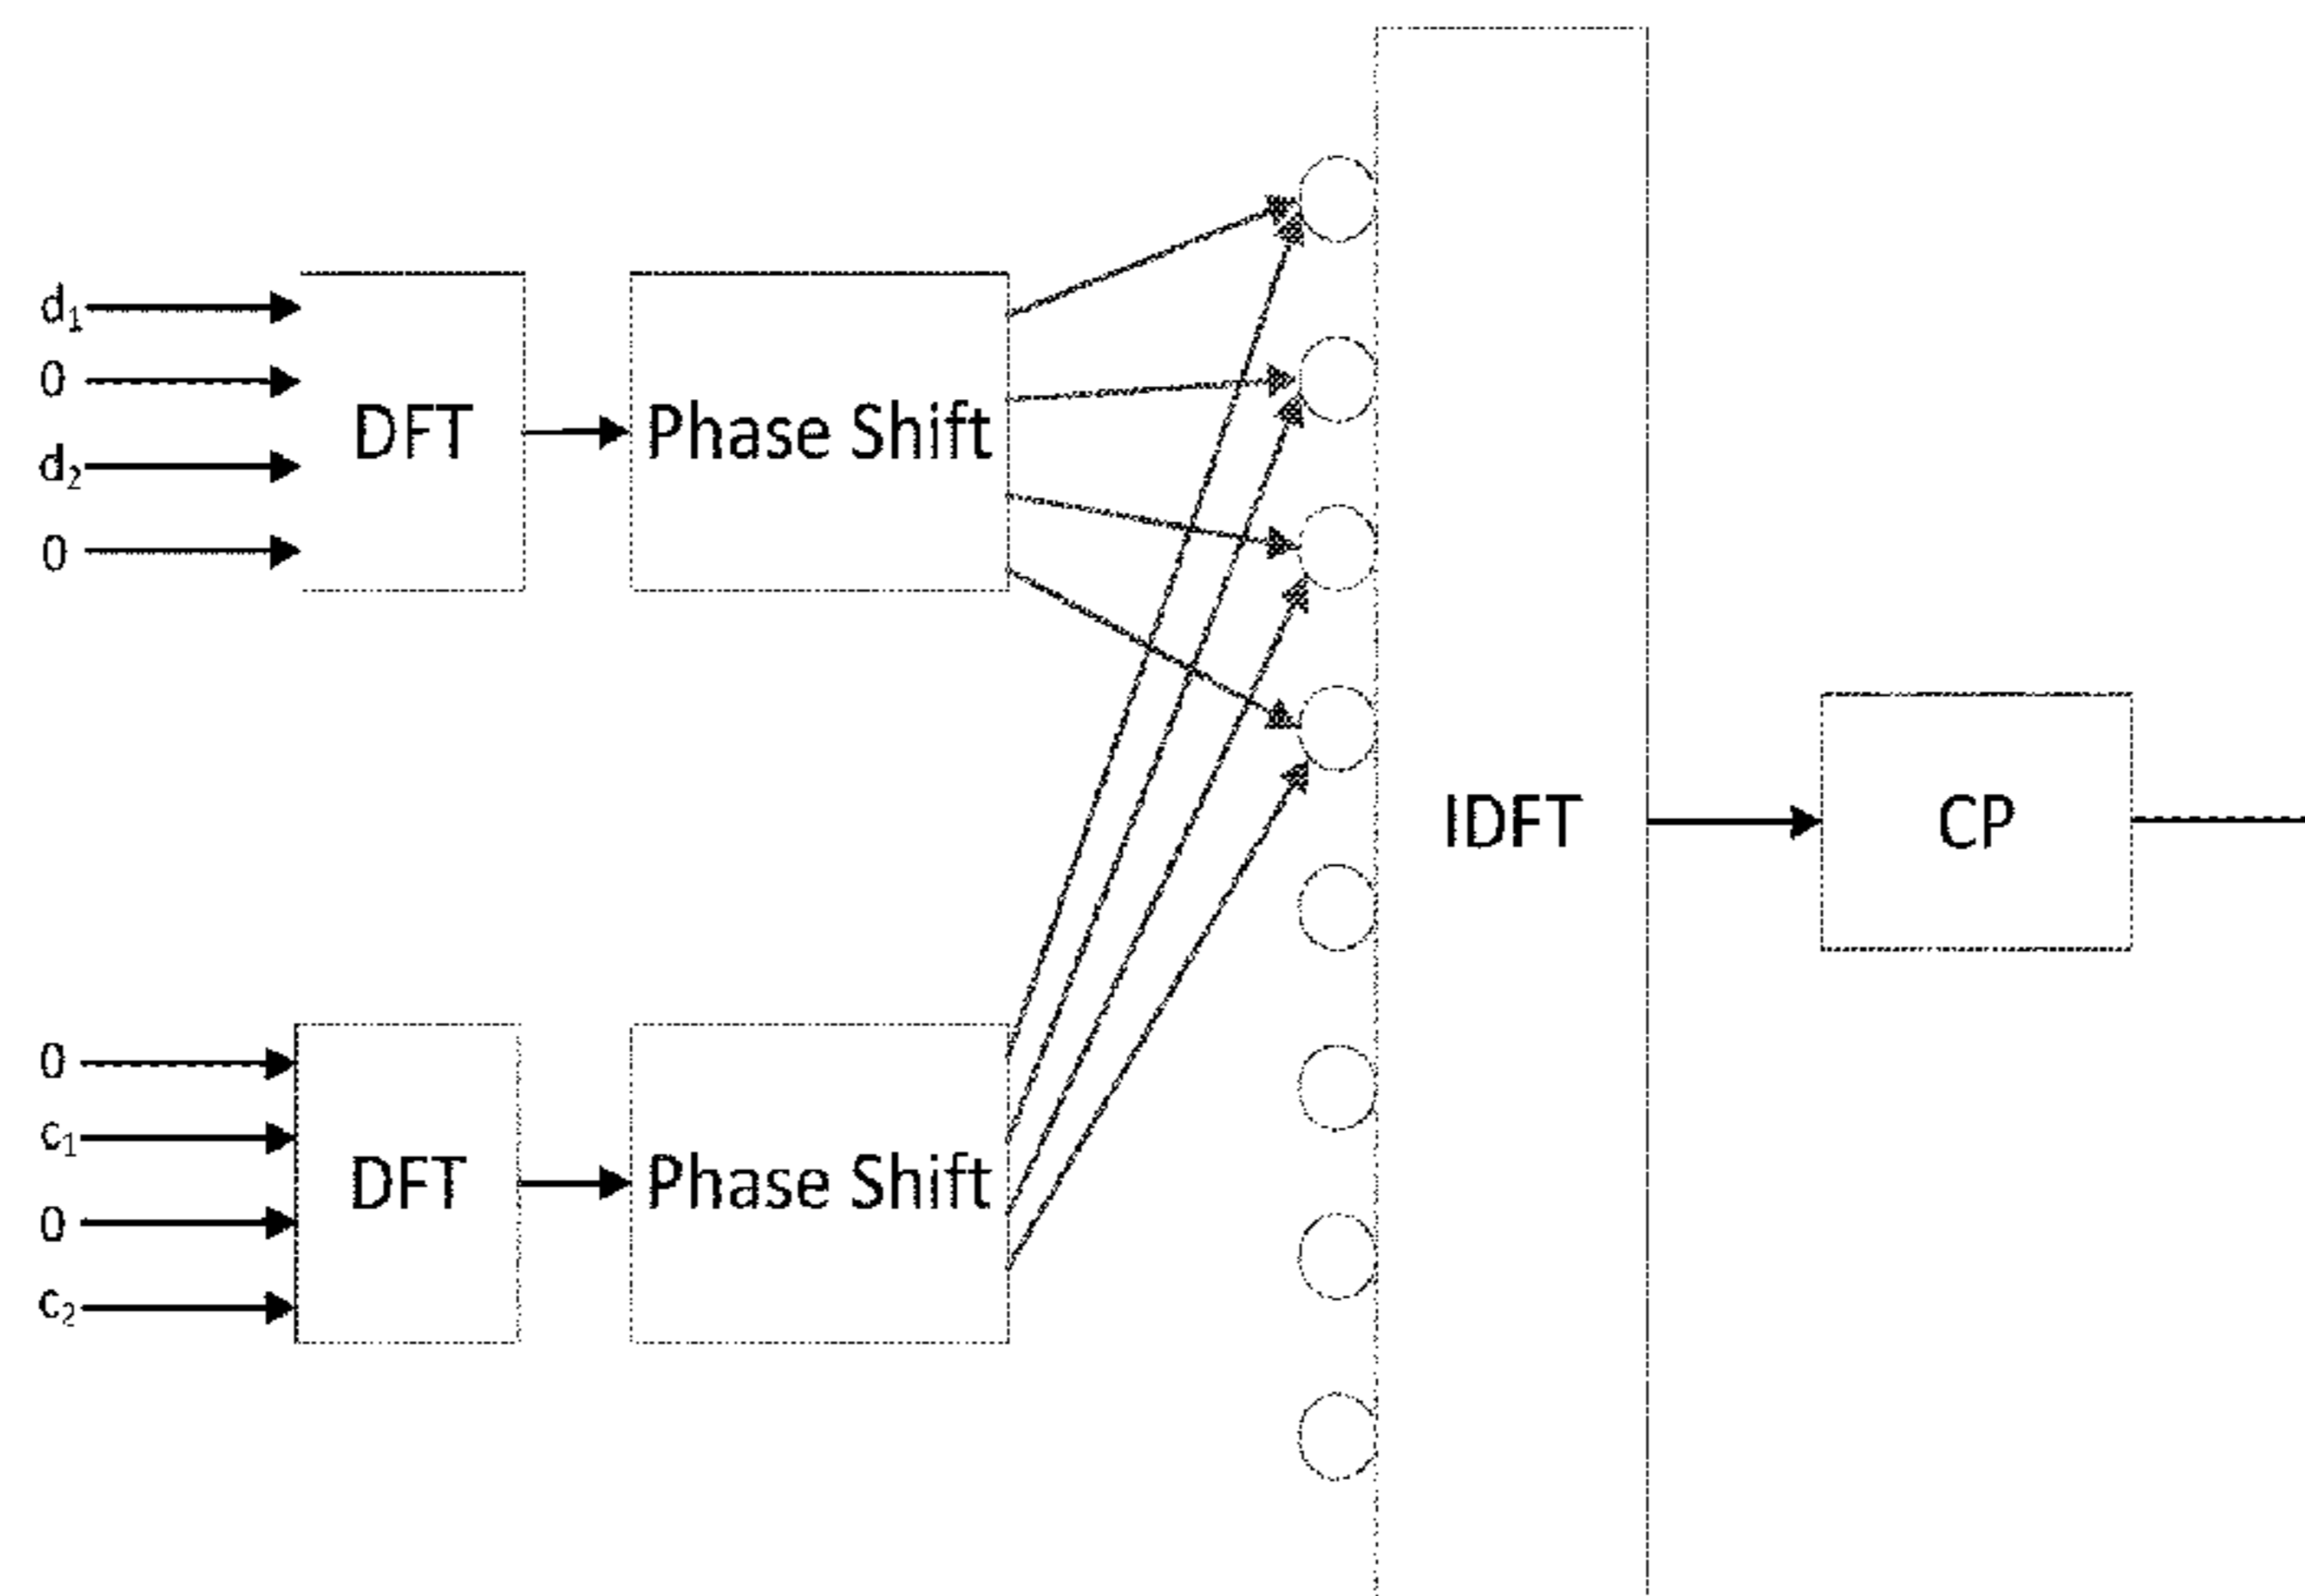 d₁
0
d₂
0
DFT
Phase Shift
IDFT
CP
0
c₁
0
c₂
DFT
Phase Shift